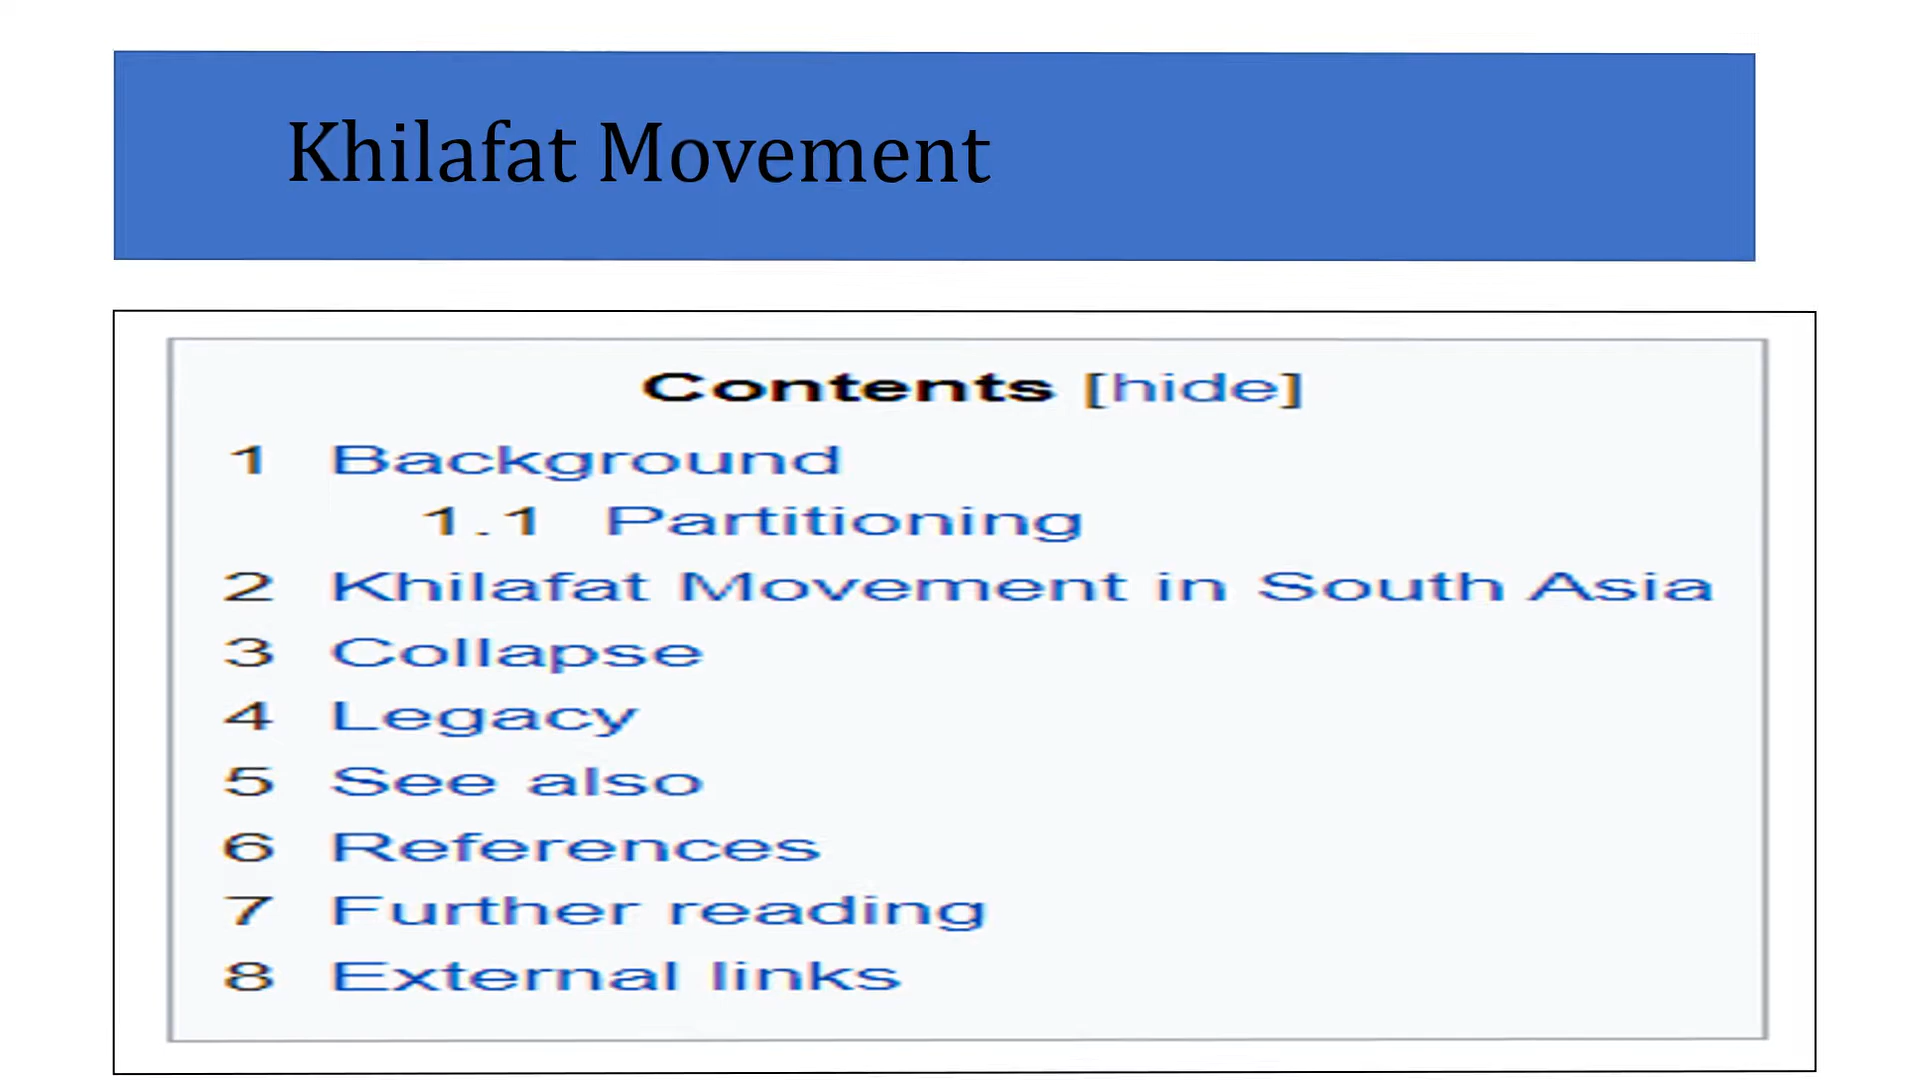 Khilafat Movement
Contents [hide]
1 Background
1.1 Partitioning
2 Khilafat Movement in South Asia
3 Collapse
4 Legacy
5 See also
6 References
7 Further reading
8 External links